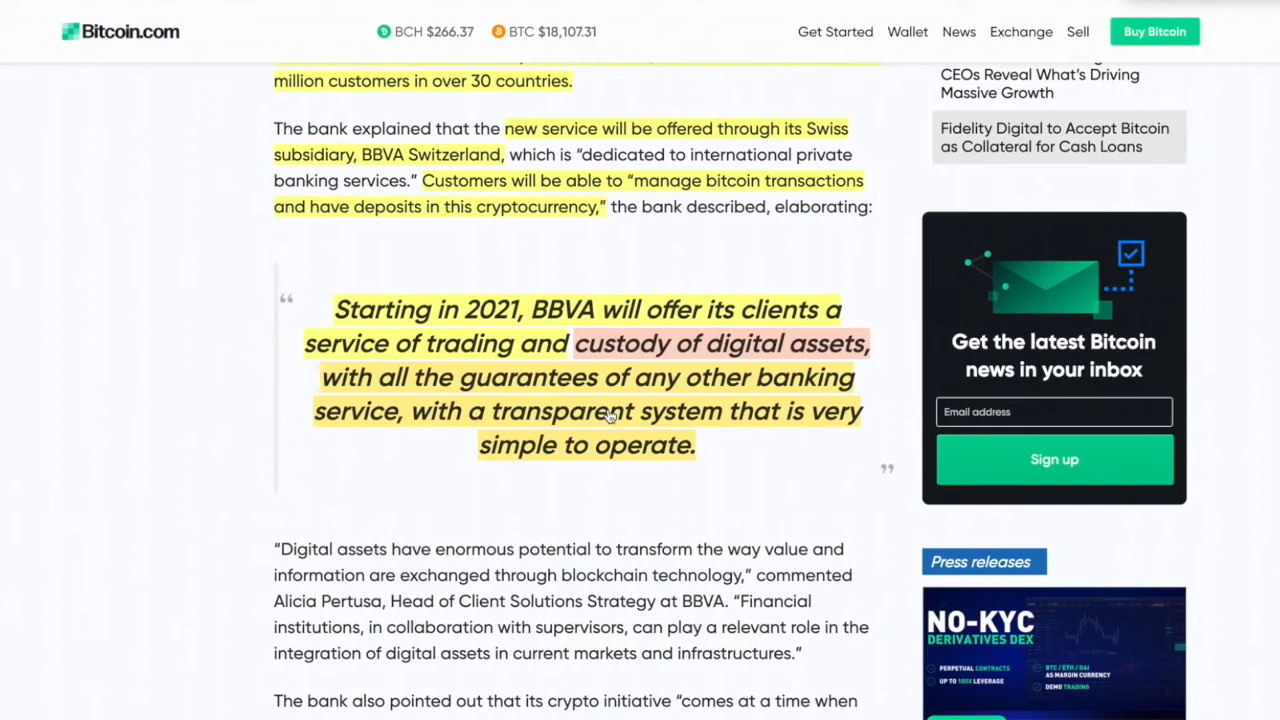 Bitcoin.com
BCH $266.37
BTC $18,107.31
Get Started
Wallet
News
Exchange
Sell
Buy Bitcoin
million customers in over 30 countries.
The bank explained that the new service will be offered through its Swiss
subsidiary, BBVA Switzerland, which is “dedicated to international private
banking services.” Customers will be able to “manage bitcoin transactions
and have deposits in this cryptocurrency,” the bank described, elaborating:
“
Starting in 2021, BBVA will offer its clients a
service of trading and custody of digital assets,
with all the guarantees of any other banking
service, with a transparent system that is very
simple to operate.
”
“Digital assets have enormous potential to transform the way value and
information are exchanged through blockchain technology,” commented
Alicia Pertusa, Head of Client Solutions Strategy at BBVA. “Financial
institutions, in collaboration with supervisors, can play a relevant role in the
integration of digital assets in current markets and infrastructures.”
The bank also pointed out that its crypto initiative “comes at a time when
CEOs Reveal What’s Driving
Massive Growth
Fidelity Digital to Accept Bitcoin
as Collateral for Cash Loans
Get the latest Bitcoin
news in your inbox
Email address
Sign up
Press releases
NO-KYC
DERIVATIVES DEX
PERPETUAL CONTRACTS
UP TO 100X LEVERAGE
BTC / ETH / DAI
AS MARGIN CURRENCY
DEMO TRADING